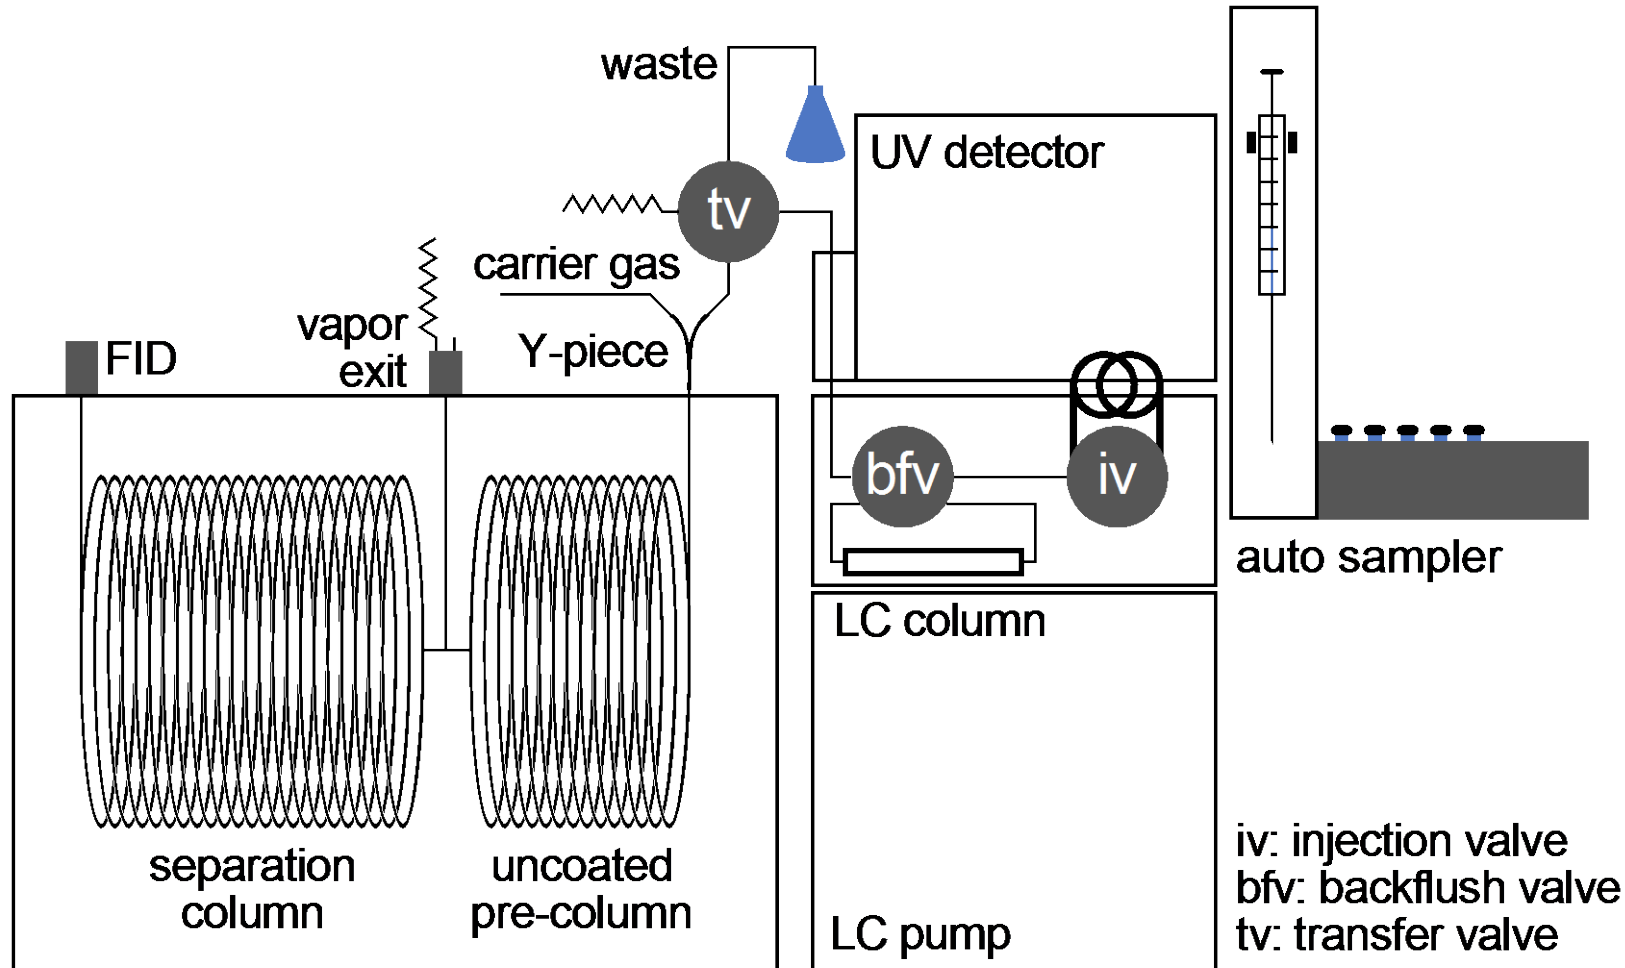 waste
UV detector
tv
carrier gas
vapor
exit
Y-piece
FID
bfv
iv
auto sampler
LC column
separation
column
uncoated
pre-column
LC pump
iv: injection valve
bfv: backflush valve
tv: transfer valve